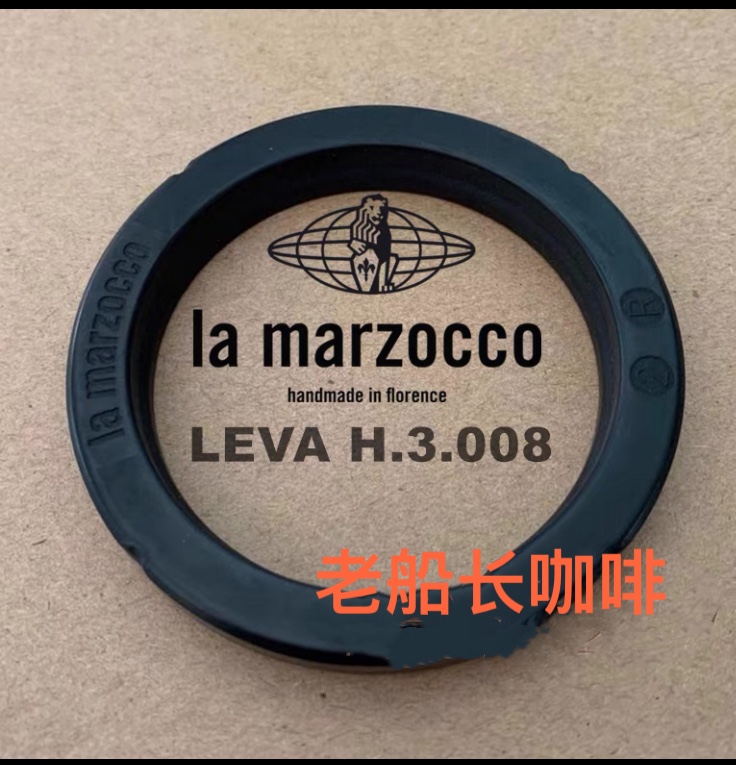 la marzocco
R
la marzocco
handmade in florence
LEVA H.3.008
老船长咖啡